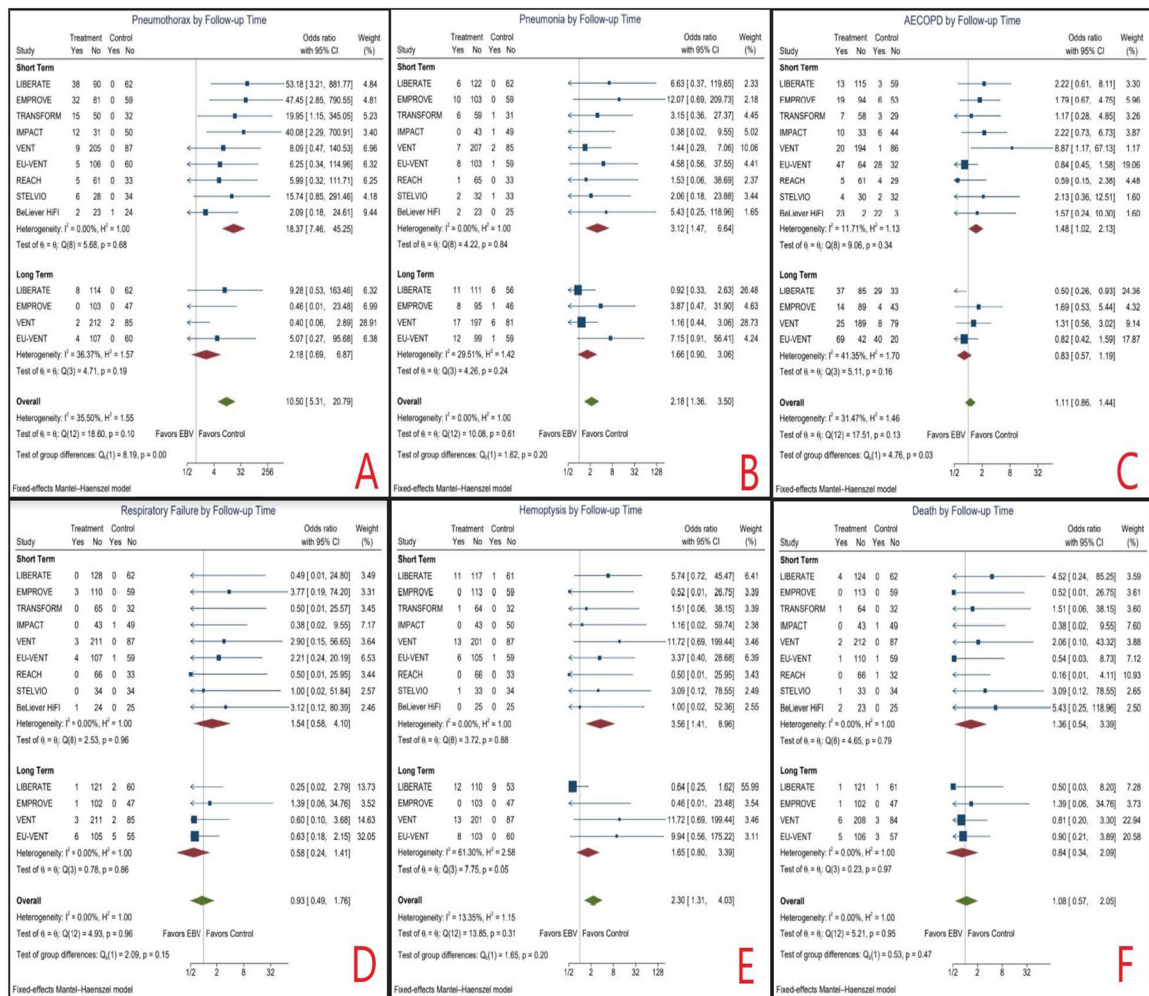 Pneumothorax by Follow-up Time
Treatment Control Odds ratio Weight
Study Yes No Yes No with 95% CI (%)
Short Term
LIBERATE 38 90 0 62 53.18 [ 3.21, 881.77] 4.84
EMPROVE 32 81 0 59 47.45 [ 2.85, 790.55] 4.81
TRANSFORM 15 50 0 32 19.95 [ 1.15, 345.05] 5.23
IMPACT 12 31 0 50 40.08 [ 2.29, 700.91] 3.40
VENT 9 205 0 87 8.09 [ 0.47, 140.53] 9.60
EU-VENT 5 106 0 60 6.25 [ 0.34, 114.96] 6.32
REACH 5 61 0 33 5.99 [ 0.32, 111.71] 6.25
STELVIO 6 28 0 34 15.74 [ 0.85, 291.46] 4.18
BeLiever HiFI 2 23 1 24 2.09 [ 0.18, 24.61] 9.44
Heterogeneity: I² = 0.00%, H² = 1.00 18.37 [ 7.46, 45.25]
Test of θᵢ = θⱼ: Q(8) = 5.68, p = 0.68
Long Term
LIBERATE 8 114 0 62 9.28 [ 0.53, 163.46] 6.32
EMPROVE 0 103 0 47 0.46 [ 0.01, 23.48] 6.99
VENT 2 212 2 85 0.40 [ 0.06, 2.89] 28.91
EU-VENT 4 107 0 60 5.07 [ 0.27, 95.68] 6.38
Heterogeneity: I² = 36.37%, H² = 1.57 2.18 [ 0.69, 6.87]
Test of θᵢ = θⱼ: Q(3) = 4.71, p = 0.19
Overall 10.50 [ 5.31, 20.79]
Heterogeneity: I² = 35.50%, H² = 1.55
Test of θᵢ = θⱼ: Q(12) = 18.60, p = 0.10 Favors EBV Favors Control
Test of group differences: Q_b(1) = 8.19, p = 0.00
1/2 4 32 256
Fixed-effects Mantel–Haenszel model
A
Pneumonia by Follow-up Time
Treatment Control Odds ratio Weight
Study Yes No Yes No with 95% CI (%)
Short Term
LIBERATE 6 122 0 62 6.63 [ 0.37, 119.65] 2.33
EMPROVE 10 103 0 59 12.07 [ 0.69, 209.73] 2.18
TRANSFORM 6 59 1 31 3.15 [ 0.36, 27.37] 4.45
IMPACT 0 43 1 49 0.38 [ 0.02, 9.55] 5.02
VENT 7 207 2 85 1.44 [ 0.29, 7.06] 10.06
EU-VENT 8 103 1 59 4.58 [ 0.56, 37.55] 4.41
REACH 1 65 0 33 1.53 [ 0.06, 38.69] 2.37
STELVIO 2 32 1 33 2.06 [ 0.18, 23.88] 3.44
BeLiever HiFI 2 23 0 25 5.43 [ 0.25, 118.96] 1.65
Heterogeneity: I² = 0.00%, H² = 1.00 3.12 [ 1.47, 6.64]
Test of θᵢ = θⱼ: Q(8) = 4.22, p = 0.84
Long Term
LIBERATE 11 111 6 56 0.92 [ 0.33, 2.63] 26.48
EMPROVE 8 95 1 46 3.87 [ 0.47, 31.90] 4.63
VENT 17 197 6 81 1.16 [ 0.44, 3.06] 28.73
EU-VENT 12 99 1 59 7.15 [ 0.91, 56.41] 4.24
Heterogeneity: I² = 29.51%, H² = 1.42 1.66 [ 0.90, 3.06]
Test of θᵢ = θⱼ: Q(3) = 4.26, p = 0.24
Overall 2.18 [ 1.36, 3.50]
Heterogeneity: I² = 0.00%, H² = 1.00
Test of θᵢ = θⱼ: Q(12) = 10.08, p = 0.61 Favors EBV Favors Control
Test of group differences: Q_b(1) = 1.62, p = 0.20
1/2 2 8 32 128
Fixed-effects Mantel–Haenszel model
B
AECOPD by Follow-up Time
Treatment Control Odds ratio Weight
Study Yes No Yes No with 95% CI (%)
Short Term
LIBERATE 13 115 3 59 2.22 [ 0.61, 8.11] 3.30
EMPROVE 19 94 6 53 1.79 [ 0.67, 4.75] 5.96
TRANSFORM 7 58 3 29 1.17 [ 0.28, 4.85] 3.26
IMPACT 10 33 6 44 2.22 [ 0.73, 6.73] 3.87
VENT 20 194 1 86 8.87 [ 1.17, 67.13] 1.17
EU-VENT 47 64 28 32 0.84 [ 0.45, 1.58] 19.06
REACH 5 61 4 29 0.59 [ 0.15, 2.38] 4.48
STELVIO 4 30 2 32 2.13 [ 0.36, 12.51] 1.60
BeLiever HiFI 23 2 22 3 1.57 [ 0.24, 10.30] 1.60
Heterogeneity: I² = 11.71%, H² = 1.13 1.48 [ 1.02, 2.13]
Test of θᵢ = θⱼ: Q(8) = 9.06, p = 0.34
Long Term
LIBERATE 37 85 29 33 0.50 [ 0.26, 0.93] 24.36
EMPROVE 14 89 4 43 1.69 [ 0.53, 5.44] 4.32
VENT 25 189 8 79 1.31 [ 0.56, 3.02] 9.14
EU-VENT 69 42 40 20 0.82 [ 0.42, 1.59] 17.87
Heterogeneity: I² = 41.35%, H² = 1.70 0.83 [ 0.57, 1.19]
Test of θᵢ = θⱼ: Q(3) = 5.11, p = 0.16
Overall 1.11 [ 0.86, 1.44]
Heterogeneity: I² = 31.47%, H² = 1.46
Test of θᵢ = θⱼ: Q(12) = 17.51, p = 0.13 Favors EBV Favors Control
Test of group differences: Q_b(1) = 4.76, p = 0.03
1/2 2 8 32
Fixed-effects Mantel–Haenszel model
C
Respiratory Failure by Follow-up Time
Treatment Control Odds ratio Weight
Study Yes No Yes No with 95% CI (%)
Short Term
LIBERATE 0 128 0 62 0.49 [ 0.01, 24.80] 3.49
EMPROVE 3 110 0 59 3.77 [ 0.19, 74.20] 3.31
TRANSFORM 0 65 0 32 0.50 [ 0.01, 25.57] 3.45
IMPACT 0 43 1 49 0.38 [ 0.02, 9.55] 7.17
VENT 3 211 0 87 2.90 [ 0.15, 56.65] 3.64
EU-VENT 4 107 1 59 2.21 [ 0.24, 20.19] 6.53
REACH 0 66 0 33 0.50 [ 0.01, 25.95] 3.44
STELVIO 0 34 0 34 1.00 [ 0.02, 51.84] 2.57
BeLiever HiFI 1 24 0 25 3.12 [ 0.12, 80.39] 2.46
Heterogeneity: I² = 0.00%, H² = 1.00 1.54 [ 0.58, 4.10]
Test of θᵢ = θⱼ: Q(8) = 2.53, p = 0.96
Long Term
LIBERATE 1 121 2 60 0.25 [ 0.02, 2.79] 13.73
EMPROVE 1 102 0 47 1.39 [ 0.06, 34.76] 3.52
VENT 3 211 2 85 0.60 [ 0.10, 3.68] 14.63
EU-VENT 6 105 5 55 0.63 [ 0.18, 2.15] 32.05
Heterogeneity: I² = 0.00%, H² = 1.00 0.58 [ 0.24, 1.41]
Test of θᵢ = θⱼ: Q(3) = 0.78, p = 0.86
Overall 0.93 [ 0.49, 1.76]
Heterogeneity: I² = 0.00%, H² = 1.00
Test of θᵢ = θⱼ: Q(12) = 4.93, p = 0.96 Favors EBV Favors Control
Test of group differences: Q_b(1) = 2.09, p = 0.15
1/2 2 8 32
Fixed-effects Mantel–Haenszel model
D
Hemoptysis by Follow-up Time
Treatment Control Odds ratio Weight
Study Yes No Yes No with 95% CI (%)
Short Term
LIBERATE 11 117 1 61 5.74 [ 0.72, 45.47] 6.41
EMPROVE 0 113 0 59 0.52 [ 0.01, 26.75] 3.39
TRANSFORM 1 64 0 32 1.51 [ 0.06, 38.15] 3.39
IMPACT 0 43 0 50 1.16 [ 0.02, 59.74] 2.38
VENT 13 201 0 87 11.72 [ 0.69, 199.44] 3.46
EU-VENT 6 105 1 59 3.37 [ 0.40, 28.68] 6.39
REACH 0 66 0 33 0.50 [ 0.01, 25.95] 3.43
STELVIO 1 33 0 34 3.09 [ 0.12, 78.55] 2.49
BeLiever HiFI 0 25 0 25 1.00 [ 0.02, 52.36] 2.55
Heterogeneity: I² = 0.00%, H² = 1.00 3.56 [ 1.41, 8.96]
Test of θᵢ = θⱼ: Q(8) = 3.72, p = 0.88
Long Term
LIBERATE 12 110 9 53 0.64 [ 0.25, 1.62] 55.99
EMPROVE 0 103 0 47 0.46 [ 0.01, 23.48] 3.54
VENT 13 201 0 87 11.72 [ 0.69, 199.44] 3.46
EU-VENT 8 103 0 60 9.94 [ 0.56, 175.22] 3.11
Heterogeneity: I² = 61.30%, H² = 2.58 1.65 [ 0.80, 3.39]
Test of θᵢ = θⱼ: Q(3) = 7.75, p = 0.05
Overall 2.30 [ 1.31, 4.03]
Heterogeneity: I² = 13.35%, H² = 1.15
Test of θᵢ = θⱼ: Q(12) = 13.85, p = 0.31 Favors EBV Favors Control
Test of group differences: Q_b(1) = 1.65, p = 0.20
1/2 2 8 32 128
Fixed-effects Mantel–Haenszel model
E
Death by Follow-up Time
Treatment Control Odds ratio Weight
Study Yes No Yes No with 95% CI (%)
Short Term
LIBERATE 4 124 0 62 4.52 [ 0.24, 85.25] 3.59
EMPROVE 0 113 0 59 0.52 [ 0.01, 26.75] 3.61
TRANSFORM 1 64 0 32 1.51 [ 0.06, 38.15] 3.60
IMPACT 0 43 1 49 0.38 [ 0.02, 9.55] 7.60
VENT 2 212 0 87 2.06 [ 0.10, 43.32] 3.88
EU-VENT 1 110 1 59 0.54 [ 0.03, 8.73] 7.12
REACH 0 66 1 32 0.16 [ 0.01, 4.11] 10.93
STELVIO 1 33 0 34 3.09 [ 0.12, 78.55] 2.65
BeLiever HiFI 2 23 0 25 5.43 [ 0.25, 118.96] 2.50
Heterogeneity: I² = 0.00%, H² = 1.00 1.36 [ 0.54, 3.39]
Test of θᵢ = θⱼ: Q(8) = 4.65, p = 0.79
Long Term
LIBERATE 1 121 1 61 0.50 [ 0.03, 8.20] 7.28
EMPROVE 1 102 0 47 1.39 [ 0.06, 34.76] 3.73
VENT 6 208 3 84 0.81 [ 0.20, 3.30] 22.94
EU-VENT 5 106 3 57 0.90 [ 0.21, 3.89] 20.58
Heterogeneity: I² = 0.00%, H² = 1.00 0.84 [ 0.34, 2.09]
Test of θᵢ = θⱼ: Q(3) = 0.23, p = 0.97
Overall 1.08 [ 0.57, 2.05]
Heterogeneity: I² = 0.00%, H² = 1.00
Test of θᵢ = θⱼ: Q(12) = 5.21, p = 0.95 Favors EBV Favors Control
Test of group differences: Q_b(1) = 0.53, p = 0.47
1/2 2 8 32
Fixed-effects Mantel–Haenszel model
F